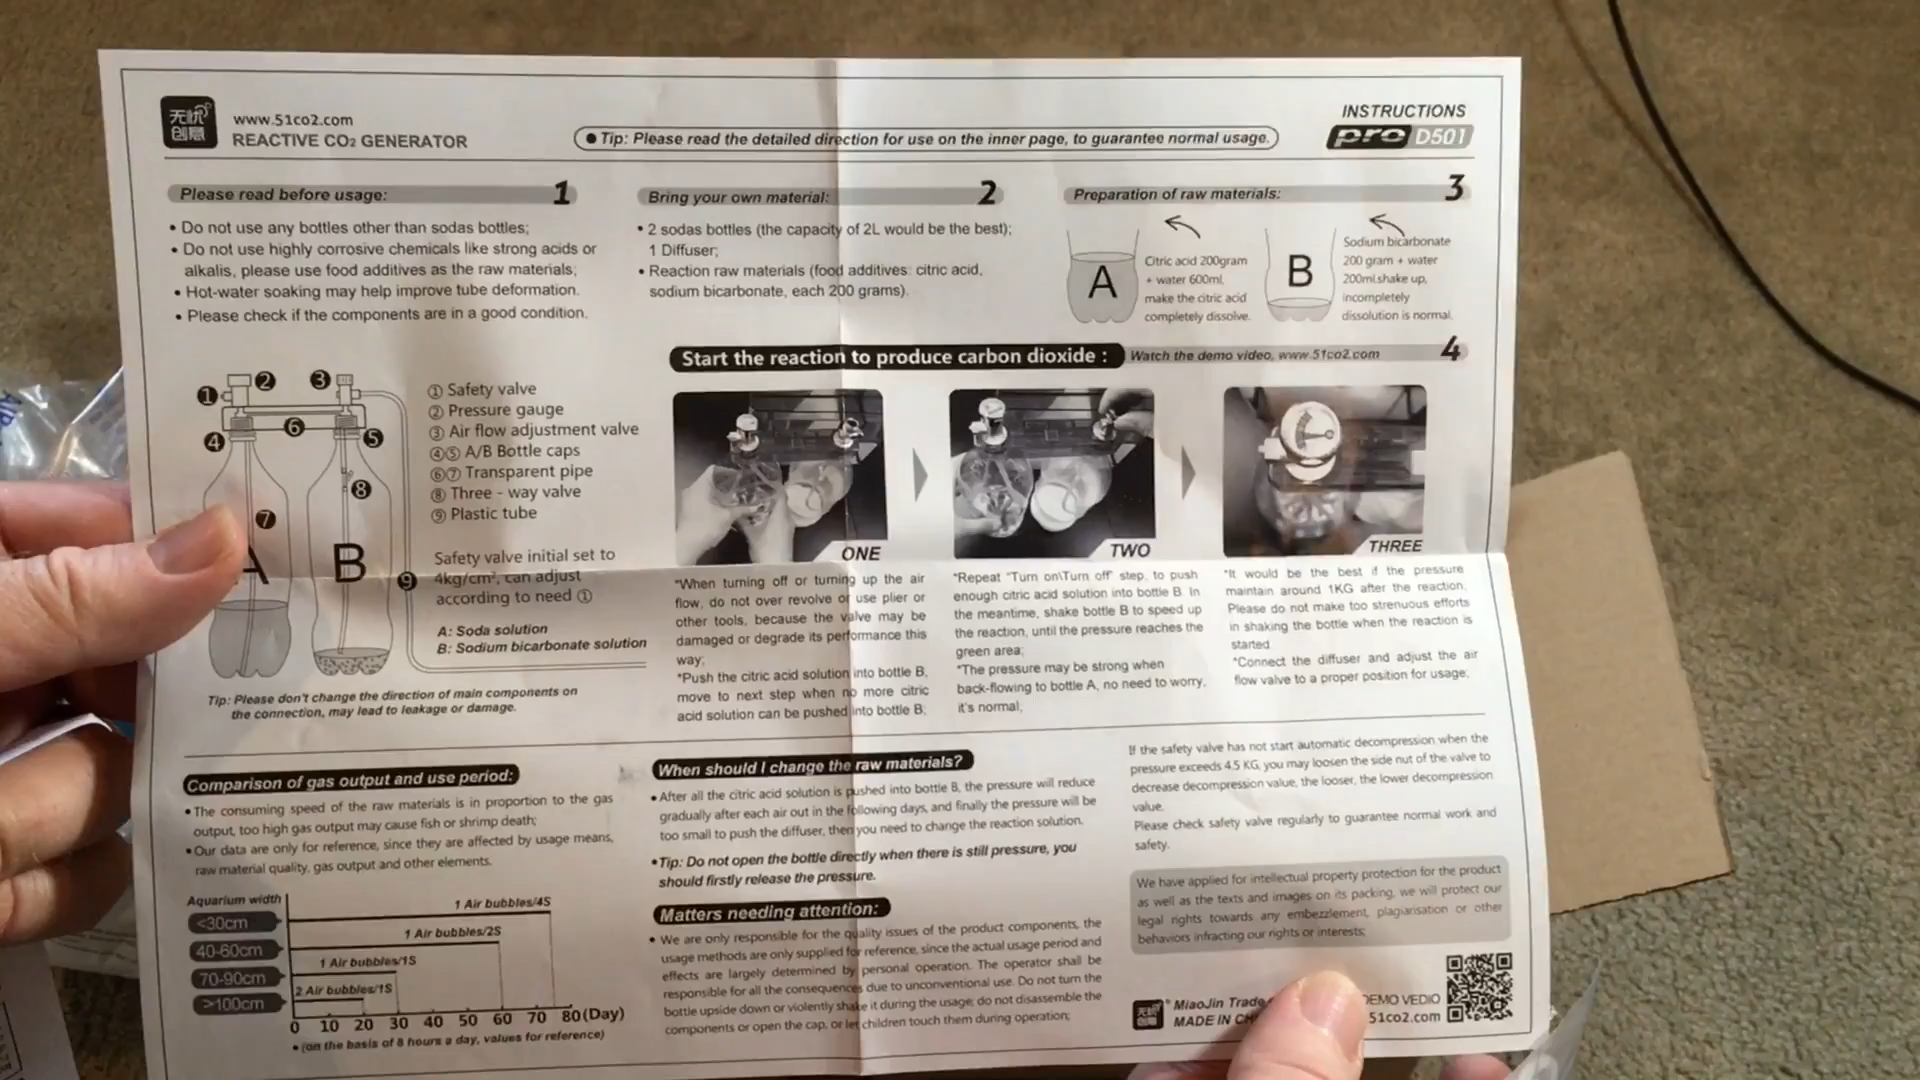 无忧
创意
www.51co2.com
REACTIVE CO₂ GENERATOR
● Tip: Please read the detailed direction for use on the inner page, to guarantee normal usage.
INSTRUCTIONS
pro D501
Please read before usage: 1
• Do not use any bottles other than sodas bottles;
• Do not use highly corrosive chemicals like strong acids or
alkalis, please use food additives as the raw materials;
• Hot-water soaking may help improve tube deformation.
• Please check if the components are in a good condition.
Bring your own material: 2
• 2 sodas bottles (the capacity of 2L would be the best);
1 Diffuser;
• Reaction raw materials (food additives: citric acid,
sodium bicarbonate, each 200 grams).
Preparation of raw materials: 3
A
Citric acid 200gram
+ water 600ml,
make the citric acid
completely dissolve.
B
Sodium bicarbonate
200 gram + water
200ml,shake up,
incompletely
dissolution is normal.
① ② ③ ④ ⑤ ⑥ ⑦ ⑧ ⑨
A B
① Safety valve
② Pressure gauge
③ Air flow adjustment valve
④⑤ A/B Bottle caps
⑥⑦ Transparent pipe
⑧ Three - way valve
⑨ Plastic tube
Safety valve initial set to
4kg/cm², can adjust
according to need ①
A: Soda solution
B: Sodium bicarbonate solution
Tip: Please don't change the direction of main components on
the connection, may lead to leakage or damage.
Start the reaction to produce carbon dioxide : Watch the demo video, www.51co2.com 4
ONE
*When turning off or turning up the air
flow, do not over revolve or use plier or
other tools, because the valve may be
damaged or degrade its performance this
way;
*Push the citric acid solution into bottle B,
move to next step when no more citric
acid solution can be pushed into bottle B;
TWO
*Repeat "Turn on\Turn off" step, to push
enough citric acid solution into bottle B. In
the meantime, shake bottle B to speed up
the reaction, until the pressure reaches the
green area;
*The pressure may be strong when
back-flowing to bottle A, no need to worry,
it's normal;
THREE
*It would be the best if the pressure
maintain around 1KG after the reaction,
Please do not make too strenuous efforts
in shaking the bottle when the reaction is
started
*Connect the diffuser and adjust the air
flow valve to a proper position for usage;
Comparison of gas output and use period:
• The consuming speed of the raw materials is in proportion to the gas
output, too high gas output may cause fish or shrimp death;
• Our data are only for reference, since they are affected by usage means,
raw material quality, gas output and other elements.
Aquarium width
<30cm
40-60cm
70-90cm
>100cm
1 Air bubbles/4S
1 Air bubbles/2S
1 Air bubbles/1S
2 Air bubbles/1S
0 10 20 30 40 50 60 70 80 (Day)
• (on the basis of 8 hours a day, values for reference)
When should I change the raw materials?
• After all the citric acid solution is pushed into bottle B, the pressure will reduce
gradually after each air out in the following days, and finally the pressure will be
too small to push the diffuser, then you need to change the reaction solution.
• Tip: Do not open the bottle directly when there is still pressure, you
should firstly release the pressure.
Matters needing attention:
• We are only responsible for the quality issues of the product components, the
usage methods are only supplied for reference, since the actual usage period and
effects are largely determined by personal operation. The operator shall be
responsible for all the consequences due to unconventional use. Do not turn the
bottle upside down or violently shake it during the usage; do not disassemble the
components or open the cap, or let children touch them during operation;
If the safety valve has not start automatic decompression when the
pressure exceeds 4.5 KG, you may loosen the side nut of the valve to
decrease decompression value, the looser, the lower decompression
value.
Please check safety valve regularly to guarantee normal work and
safety.
We have applied for intellectual property protection for the product
as well as the texts and images on its packing, we will protect our
legal rights towards any embezzlement, plagiarisation or other
behaviors infracting our rights or interests;
MiaoJin Trade
MADE IN
DEMO VEDIO
51co2.com